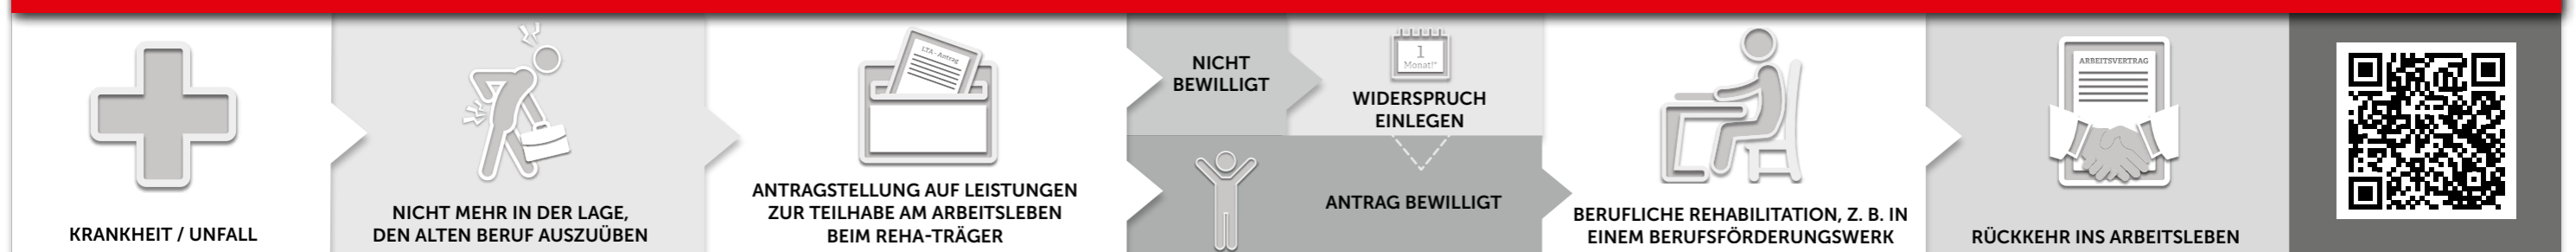 KRANKHEIT / UNFALL
NICHT MEHR IN DER LAGE,
DEN ALTEN BERUF AUSZUÜBEN
LTA - Antrag
ANTRAGSTELLUNG AUF LEISTUNGEN
ZUR TEILHABE AM ARBEITSLEBEN
BEIM REHA-TRÄGER
NICHT
BEWILLIGT
1
Monat!*
WIDERSPRUCH
EINLEGEN
ANTRAG BEWILLIGT
BERUFLICHE REHABILITATION, Z. B. IN
EINEM BERUFSFÖRDERUNGSWERK
ARBEITSVERTRAG
RÜCKKEHR INS ARBEITSLEBEN